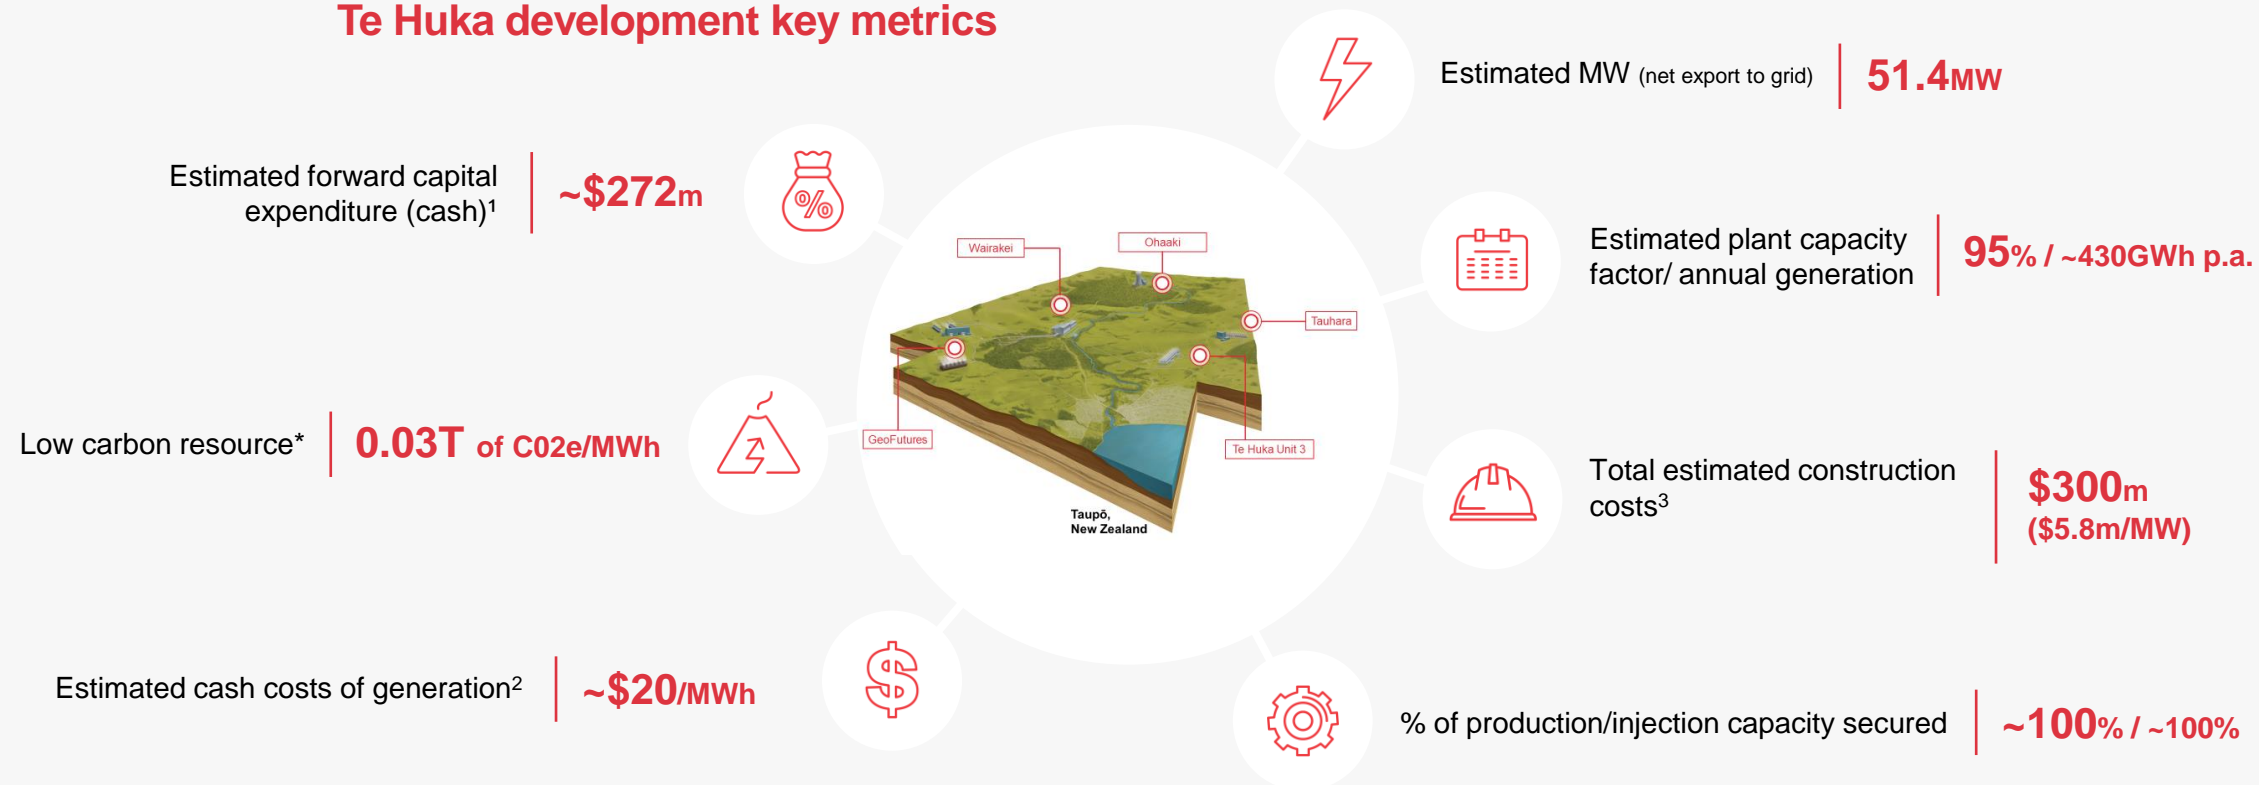 Te Huka development key metrics
Estimated forward capital
expenditure (cash)¹
~$272m
Low carbon resource*
0.03T of C02e/MWh
Estimated cash costs of generation²
~$20/MWh
%
Wairakei
Ohaaki
Tauhara
GeoFutures
Te Huka Unit 3
Taupō,
New Zealand
$
Estimated MW (net export to grid)
51.4MW
Estimated plant capacity
factor/ annual generation
95% / ~430GWh p.a.
Total estimated construction
costs³
$300m
($5.8m/MW)
% of production/injection capacity secured
~100% / ~100%